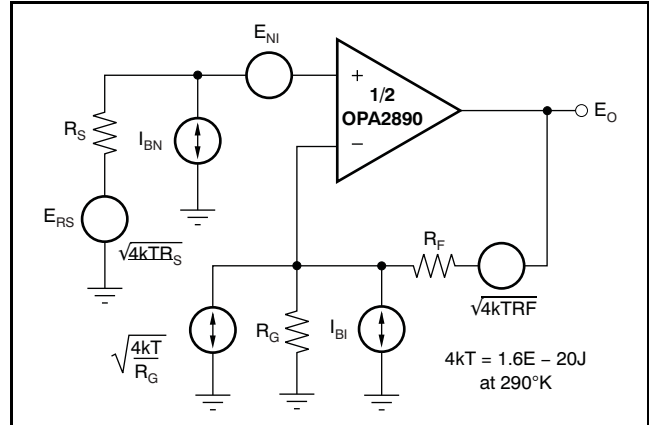 E_NI
+
1/2
OPA2890
−
E_O
R_S
I_BN
E_RS
√4kTR_S
R_F
√4kTRF
√4kT/R_G
R_G
I_BI
4kT = 1.6E − 20J
at 290°K